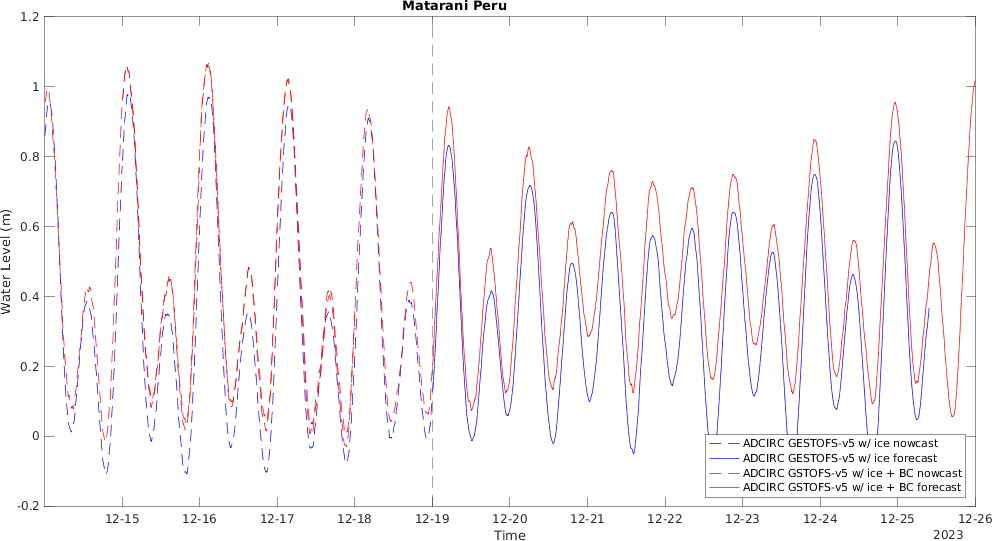 Matarani Peru
1.2
1
0.8
0.6
0.4
0.2
0
-0.2
Water Level (m)
ADCIRC GESTOFS-v5 w/ ice nowcast
ADCIRC GESTOFS-v5 w/ ice forecast
ADCIRC GSTOFS-v5 w/ ice + BC nowcast
ADCIRC GSTOFS-v5 w/ ice + BC forecast
12-15 12-16 12-17 12-18 12-19 12-20 12-21 12-22 12-23 12-24 12-25 12-26
Time
2023